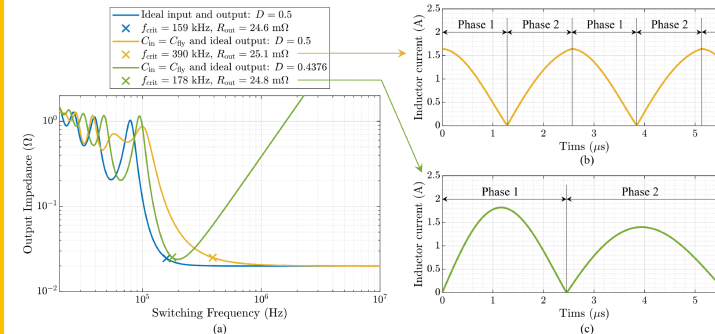 Ideal input and output: D = 0.5
f_crit = 159 kHz, R_out = 24.6 mΩ
C_in = C_fly and ideal output: D = 0.5
f_crit = 390 kHz, R_out = 25.1 mΩ
C_in = C_fly and ideal output: D = 0.4376
f_crit = 178 kHz, R_out = 24.8 mΩ
Output Impedance (Ω)
10^0
10^-1
10^-2
10^5 10^6 10^7
Switching Frequency (Hz)
(a)
Inductor current (A)
2.5
2
1.5
1
0.5
0
Phase 1 Phase 2 Phase 1 Phase 2
0 1 2 3 4 5
Tims (μs)
(b)
Inductor current (A)
2.5
2
1.5
1
0.5
0
Phase 1 Phase 2
0 1 2 3 4 5
Tims (μs)
(c)